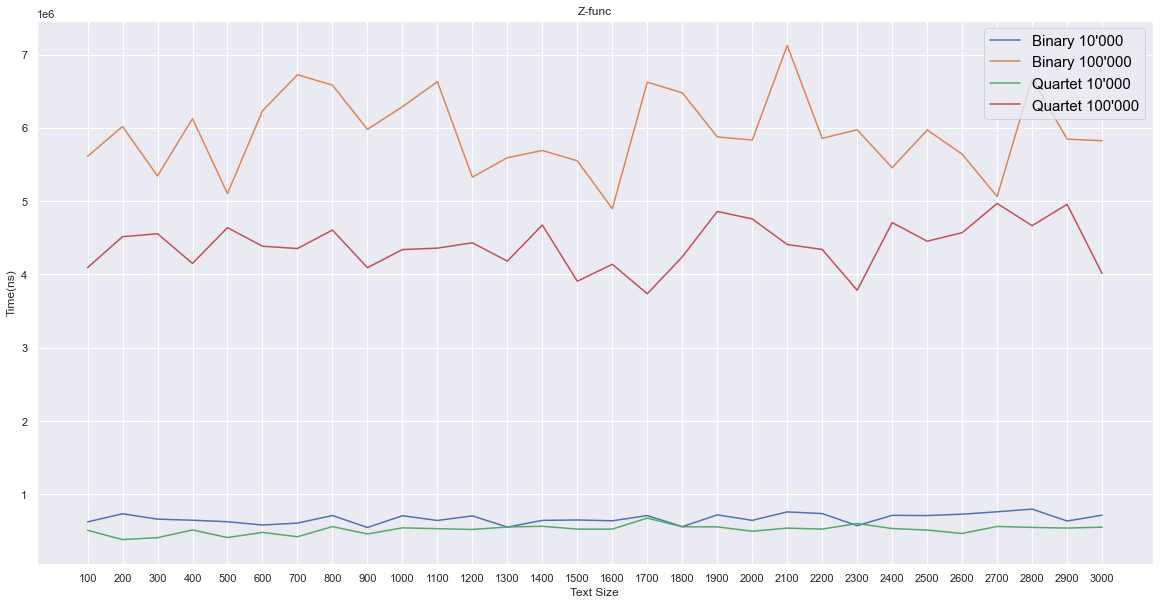 Z-func
1e6
Binary 10'000
Binary 100'000
Quartet 10'000
Quartet 100'000
7
6
5
4
3
2
1
Time(ns)
100 200 300 400 500 600 700 800 900 1000 1100 1200 1300 1400 1500 1600 1700 1800 1900 2000 2100 2200 2300 2400 2500 2600 2700 2800 2900 3000
Text Size